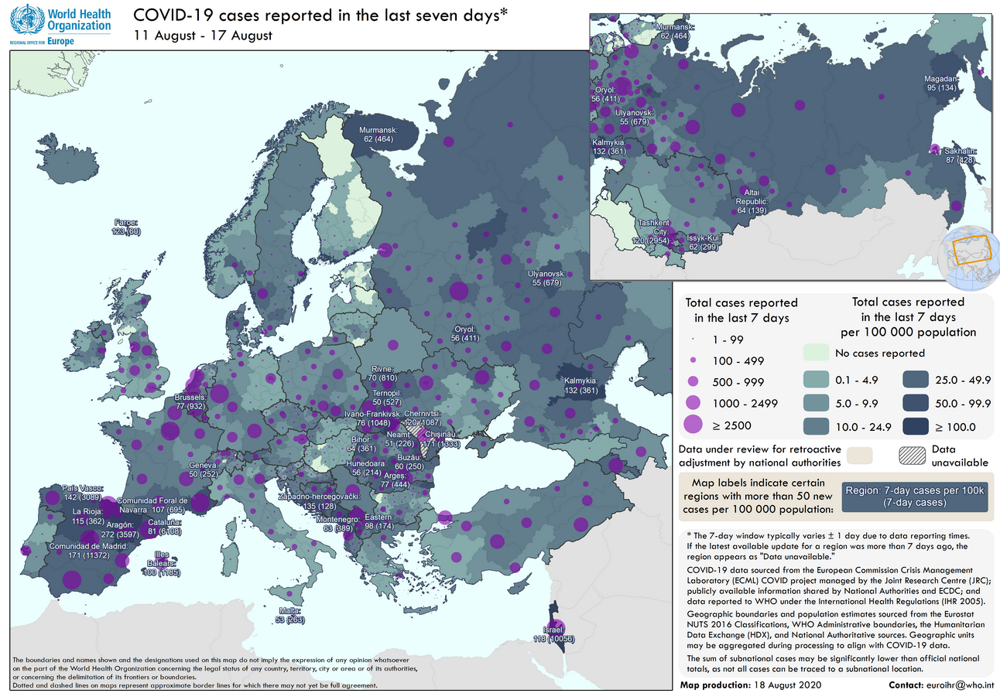 World Health
Organization
REGIONAL OFFICE FOR Europe
COVID-19 cases reported in the last seven days*
11 August - 17 August
Murmansk:
62 (464)
Faroe:
123 (60)
Ulyanovsk:
55 (679)
Oryol:
56 (411)
Rivne:
70 (810)
Ternopil:
50 (527)
Kalmykia:
132 (361)
Brussels:
77 (932)
Ivano-Frankivsk:
76 (1048)
Chernivtsi:
120 (1087)
Neamț:
51 (226)
Chișinău:
171 (1333)
Bihor:
64 (361)
Buzău:
60 (250)
Hunedoara:
56 (214)
Geneva:
50 (252)
Argeș:
77 (444)
País Vasco:
142 (3089)
Comunidad Foral de
Navarra: 107 (695)
Zapadno-hercegovački:
135 (128)
La Rioja:
115 (362)
Aragón:
272 (3597)
Cataluña:
81 (6108)
Montenegro:
63 (389)
Eastern:
98 (174)
Comunidad de Madrid:
171 (11372)
Illes
Balears:
100 (1185)
Malta:
53 (263)
Israel:
118 (10056)
The boundaries and names shown and the designations used on this map do not imply the expression of any opinion whatsoever
on the part of the World Health Organization concerning the legal status of any country, territory, city or area or of its authorities,
or concerning the delimitation of its frontiers or boundaries.
Dotted and dashed lines on maps represent approximate border lines for which there may not yet be full agreement.
Murmansk:
62 (464)
Magadan:
95 (134)
Oryol:
56 (411)
Ulyanovsk:
55 (679)
Kalmykia:
132 (361)
Sakhalin:
87 (428)
Altai
Republic:
64 (139)
Tashkent
City:
120 (2954)
Issyk-Kul:
62 (299)
Total cases reported
in the last 7 days
1 - 99
100 - 499
500 - 999
1000 - 2499
≥ 2500
Total cases reported
in the last 7 days
per 100 000 population
No cases reported
0.1 - 4.9
5.0 - 9.9
10.0 - 24.9
25.0 - 49.9
50.0 - 99.9
≥ 100.0
Data under review for retroactive
adjustment by national authorities
Data
unavailable
Map labels indicate certain
regions with more than 50 new
cases per 100 000 population:
Region: 7-day cases per 100k
(7-day cases)
* The 7-day window typically varies ± 1 day due to data reporting times.
If the latest available update for a region was more than 7 days ago, the
region appears as "Data unavailable."
COVID-19 data sourced from the European Commission Crisis Management
Laboratory (ECML) COVID project managed by the Joint Research Centre (JRC);
publicly available information shared by National Authorities and ECDC; and
data reported to WHO under the International Health Regulations (IHR 2005).
Geographic boundaries and population estimates sourced from the Eurostat
NUTS 2016 Classifications, WHO Administrative boundaries, the Humanitarian
Data Exchange (HDX), and National Authoritative sources. Geographic units
may be aggregated during processing to align with COVID-19 data.
The sum of subnational cases may be significantly lower than official national
totals, as not all cases can be traced to a subnational location.
Map production: 18 August 2020
Contact: euroihr@who.int